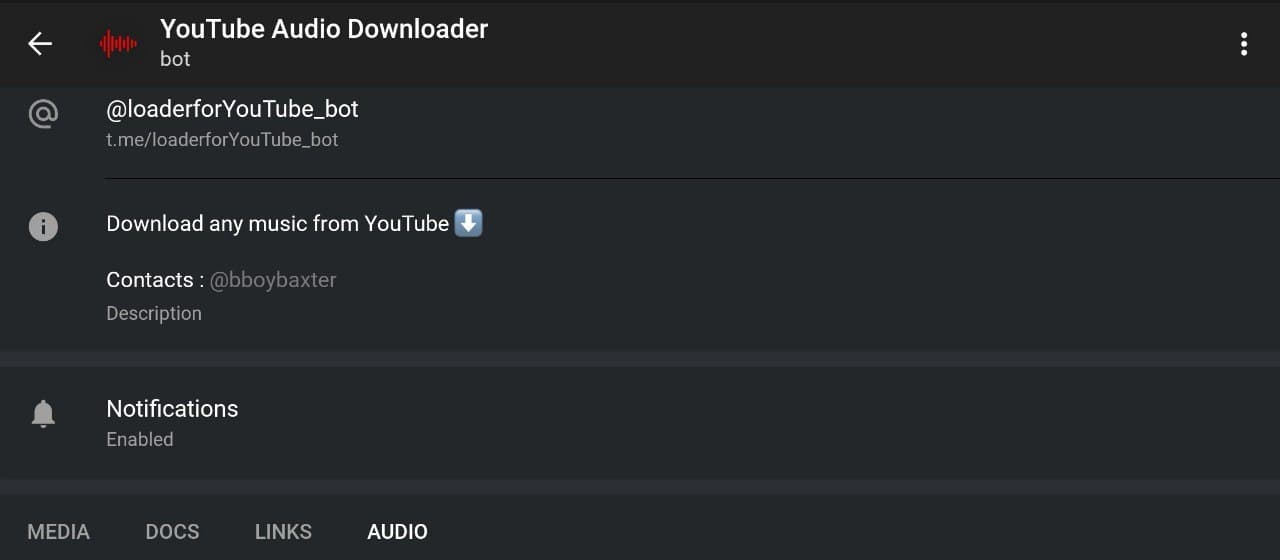 YouTube Audio Downloader
bot
@loaderforYouTube_bot
t.me/loaderforYouTube_bot
Download any music from YouTube ⬇️
Contacts : @bboybaxter
Description
Notifications
Enabled
MEDIA DOCS LINKS AUDIO